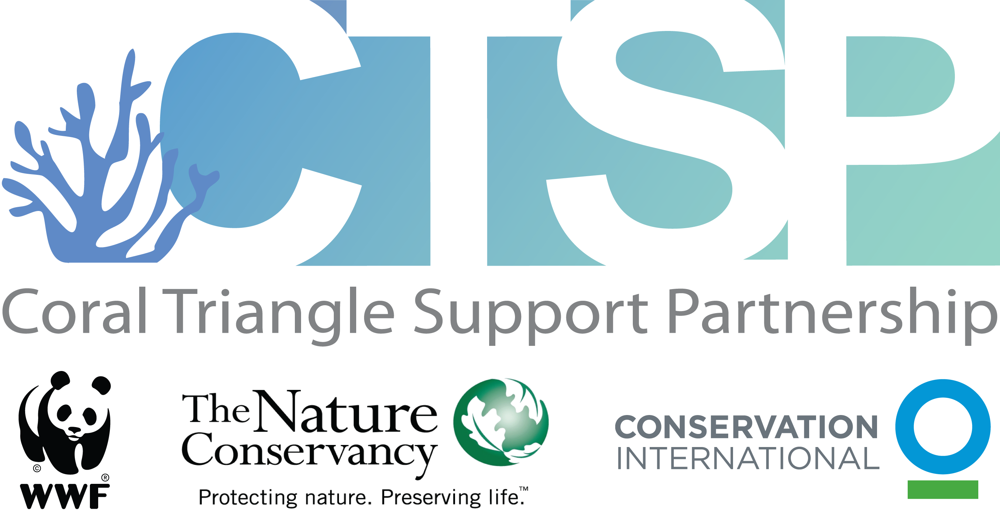 CTSP
Coral Triangle Support Partnership
The Nature
Conservancy
Protecting nature. Preserving life.™
CONSERVATION
INTERNATIONAL
©
®
WWF